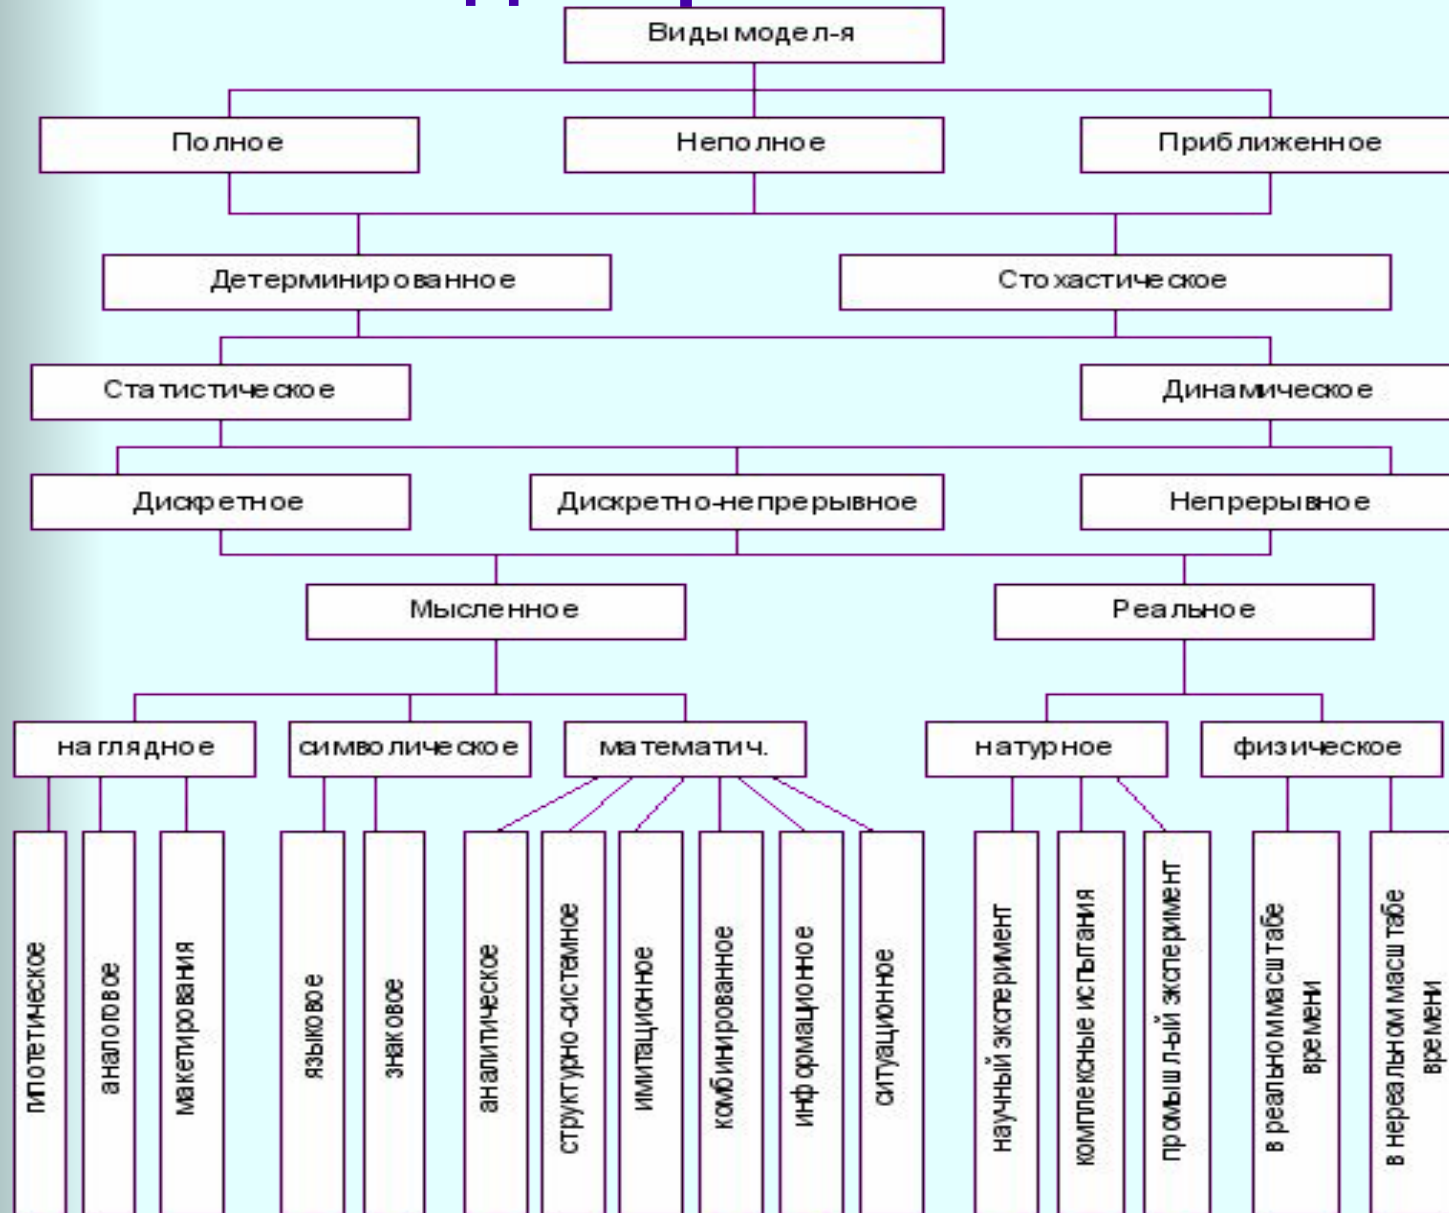 Виды модел-я
Полное
Неполное
Приближенное
Детерминированное
Стохастическое
Статистическое
Динамическое
Дискретное
Дискретно-непрерывное
Непрерывное
Мысленное
Реальное
наглядное
символическое
математич.
натурное
физическое
гипотетическое
аналоговое
макетирования
языковое
знаковое
аналитическое
структурно-системное
имитационное
комбинированное
информационное
ситуационное
научный эксперимент
комплексные испытания
промышл-ый эксперимент
в реальном масштабе
времени
в нереальном масштабе
времени